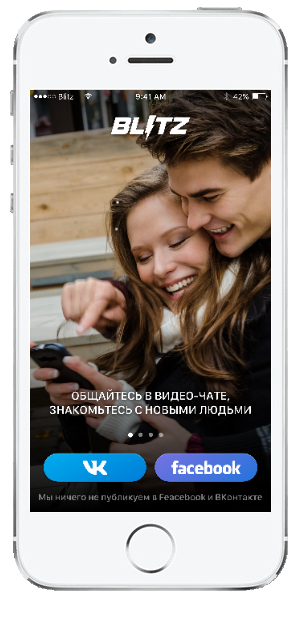 Blitz 9:41 AM 42%
BLITZ
ОБЩАЙТЕСЬ В ВИДЕО-ЧАТЕ,
ЗНАКОМЬТЕСЬ С НОВЫМИ ЛЮДЬМИ
VK facebook
Мы ничего не публикуем в Feacebook и ВКонтакте